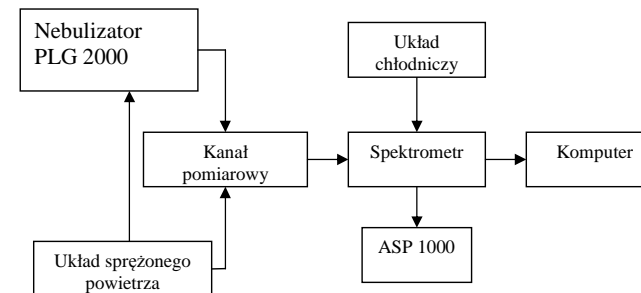 Nebulizator
PLG 2000
Układ
chłodniczy
Kanał
pomiarowy
Spektrometr
Komputer
Układ sprężonego
powietrza
ASP 1000